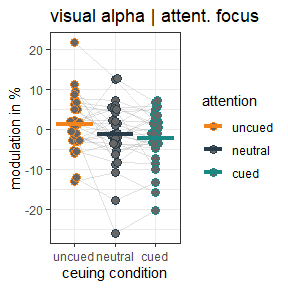 visual alpha | attent. focus
modulation in %
20
10
0
-10
-20
uncued neutral cued
ceuing condition
attention
uncued
neutral
cued